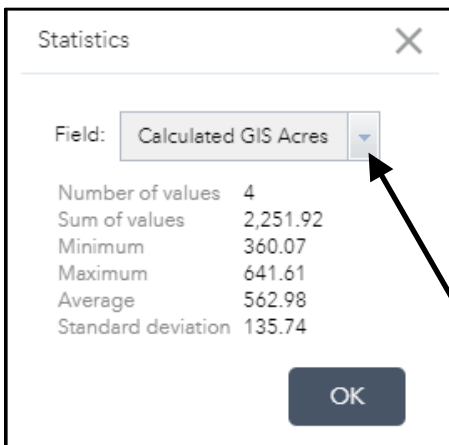 Statistics
Field: Calculated GIS Acres
Number of values 4
Sum of values 2,251.92
Minimum 360.07
Maximum 641.61
Average 562.98
Standard deviation 135.74
OK